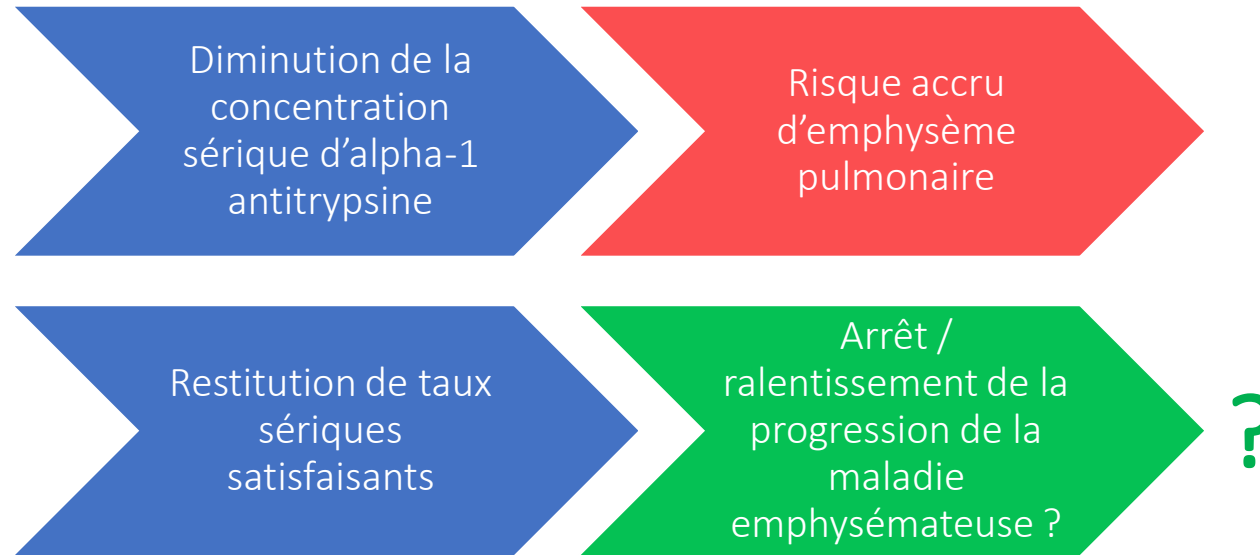 Diminution de la
concentration
sérique d'alpha-1
antitrypsine
Risque accru
d'emphysème
pulmonaire
Restitution de taux
sériques
satisfaisants
Arrêt /
ralentissement de la
progression de la
maladie
emphysémateuse ?
?